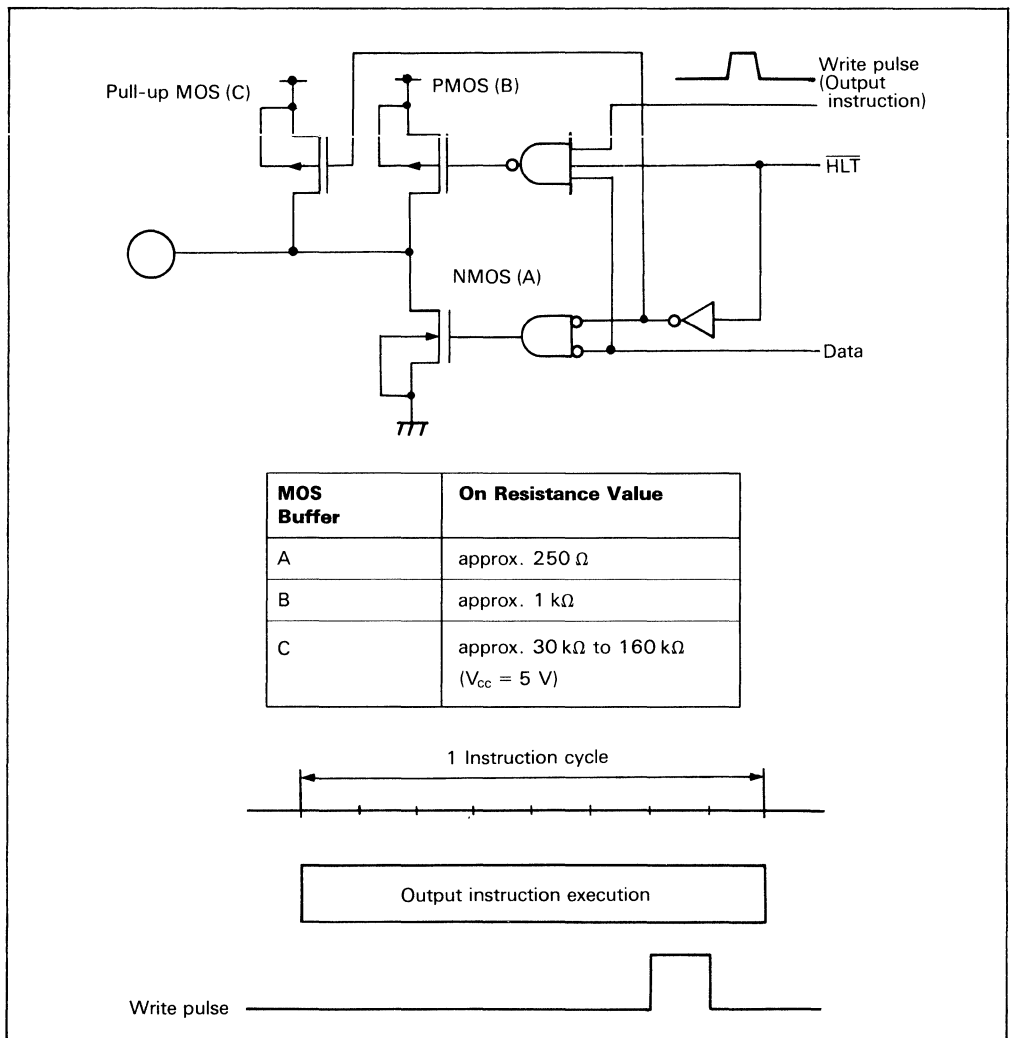 Pull-up MOS (C)
PMOS (B)
Write pulse
(Output
instruction)
HLT
NMOS (A)
Data
MOS
Buffer
On Resistance Value
A
approx. 250 Ω
B
approx. 1 kΩ
C
approx. 30 kΩ to 160 kΩ
(Vcc = 5 V)
1 Instruction cycle
Output instruction execution
Write pulse